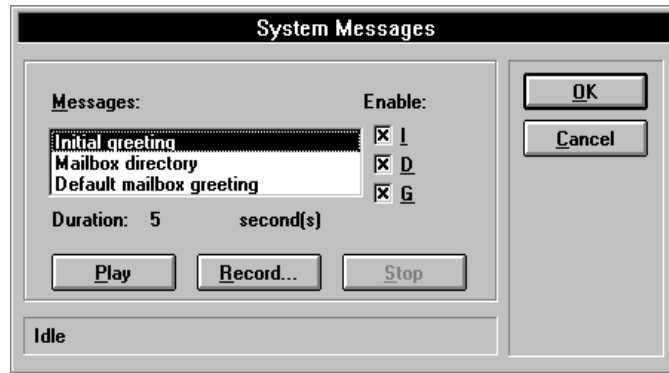 System Messages
Messages:
Enable:
Initial greeting
Mailbox directory
Default mailbox greeting
I
D
G
Duration: 5 second(s)
Play
Record...
Stop
Idle
OK
Cancel